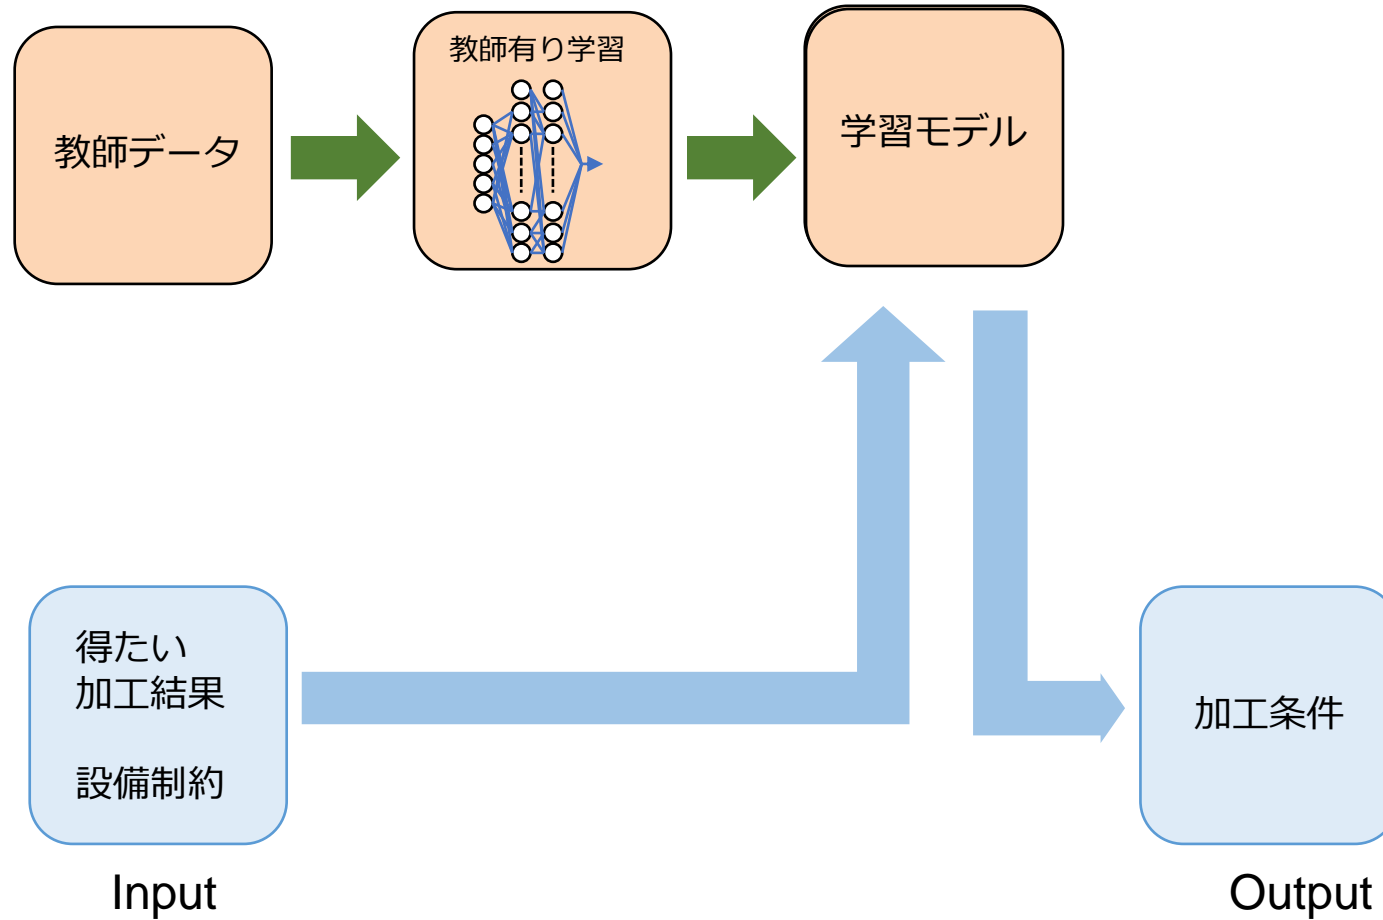 教師データ
教師有り学習
学習モデル
得たい
加工結果
設備制約
加工条件
Input
Output